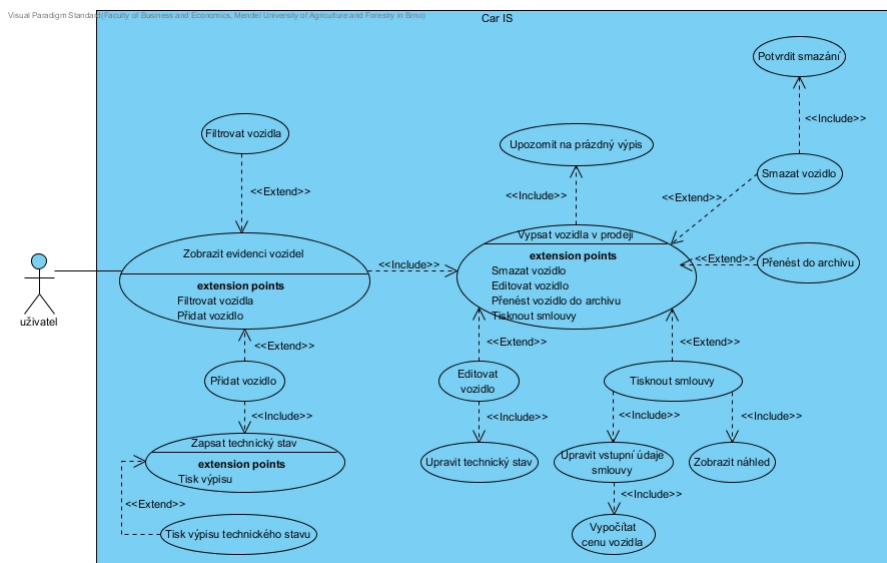 Visual Paradigm Standard(Faculty of Business and Economics, Mendel University of Agriculture and Forestry in Brno)
Car IS
Potvrdit smazání
<<Include>>
Smazat vozidlo
<<Extend>>
Filtrovat vozidla
<<Extend>>
Upozornit na prázdný výpis
<<Include>>
Zobrazit evidenci vozidel
extension points
Filtrovat vozidla
Přidat vozidlo
<<Include>>
Vypsat vozidla v prodeji
extension points
Smazat vozidlo
Editovat vozidlo
Přenést vozidlo do archivu
Tisknout smlouvy
<<Extend>>
Přenést do archivu
uživatel
<<Extend>>
Přidat vozidlo
<<Include>>
Zapsat technický stav
extension points
Tisk výpisu
<<Extend>>
Tisk výpisu technického stavu
<<Extend>>
Editovat
vozidlo
<<Include>>
Upravit technický stav
<<Extend>>
Tisknout smlouvy
<<Include>>
<<Include>>
Upravit vstupní údaje
smlouvy
Zobrazit náhled
<<Include>>
Vypočítat
cenu vozidla